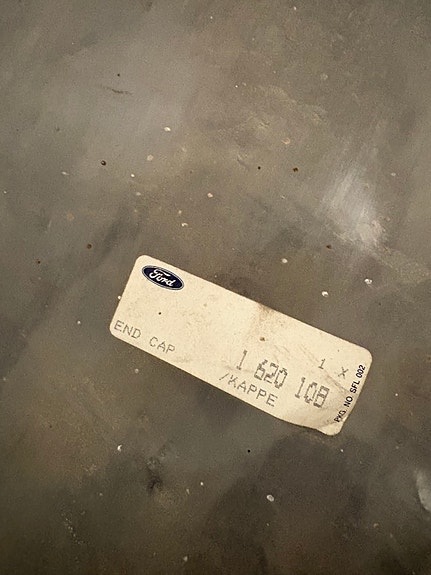 Ford
1 X
1 620 108
END CAP /KAPPE
PKG NO SFL 002